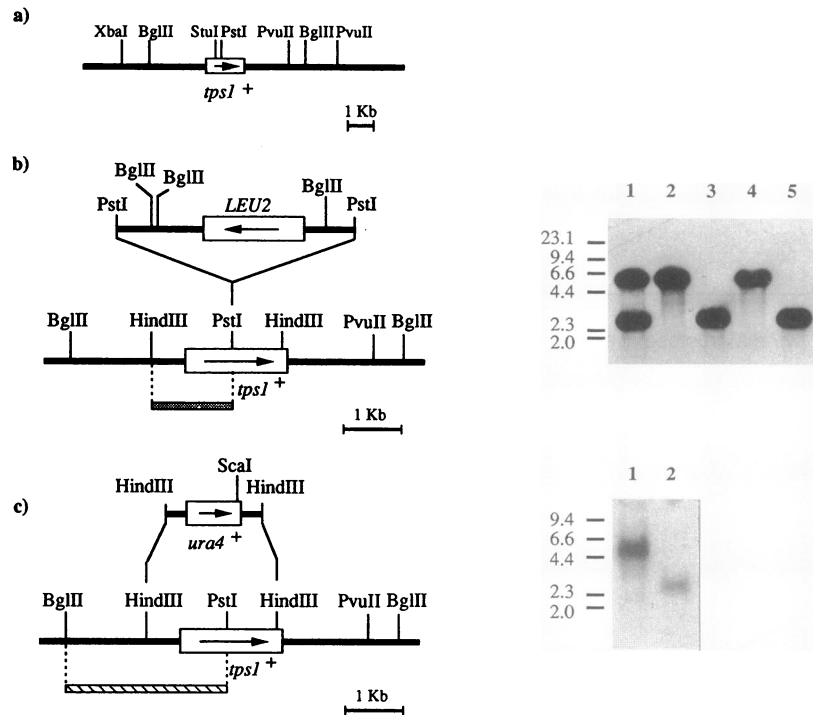 a)
XbaI BglII StuI PstI PvuII BglII PvuII
tps1 +
1 Kb
b)
BglII
BglII
PstI LEU2 BglII PstI
BglII HindIII PstI HindIII PvuII BglII
tps1 +
1 Kb
1 2 3 4 5
23.1
9.4
6.6
4.4
2.3
2.0
c)
ScaI
HindIII HindIII
ura4 +
BglII HindIII PstI HindIII PvuII BglII
tps1 +
1 Kb
1 2
9.4
6.6
4.4
2.3
2.0